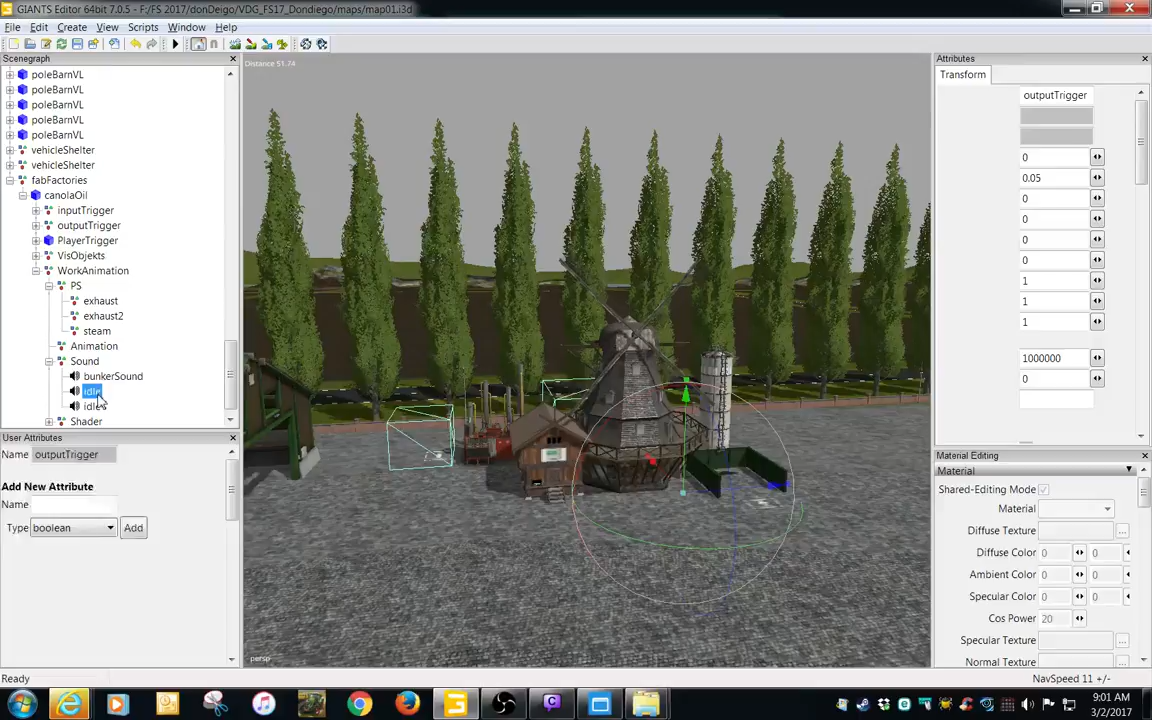 GIANTS Editor 64bit 7.0.5 - F:/FS 2017/donDeigo/VDG_FS17_Dondiego/maps/map01.i3d
File Edit Create View Scripts Window Help
Scenegraph
poleBarnVL
poleBarnVL
poleBarnVL
poleBarnVL
poleBarnVL
vehicleShelter
vehicleShelter
fabFactories
canolaOil
inputTrigger
outputTrigger
PlayerTrigger
VisObjekts
WorkAnimation
PS
exhaust
exhaust2
steam
Animation
Sound
bunkerSound
idle
Shader
User Attributes
Name outputTrigger
Add New Attribute
Name
Type boolean Add
Distance 51.74
persp
Attributes
Transform
outputTrigger
0
0.05
0
0
0
0
1
1
1
1000000
0
Material Editing
Material
Shared-Editing Mode
Material
Diffuse Texture ...
Diffuse Color 0 0
Ambient Color 0 0
Specular Color 0 0
Cos Power 20
Specular Texture ...
Normal Texture ...
Ready
NavSpeed 11 +/-
9:01 AM
3/2/2017